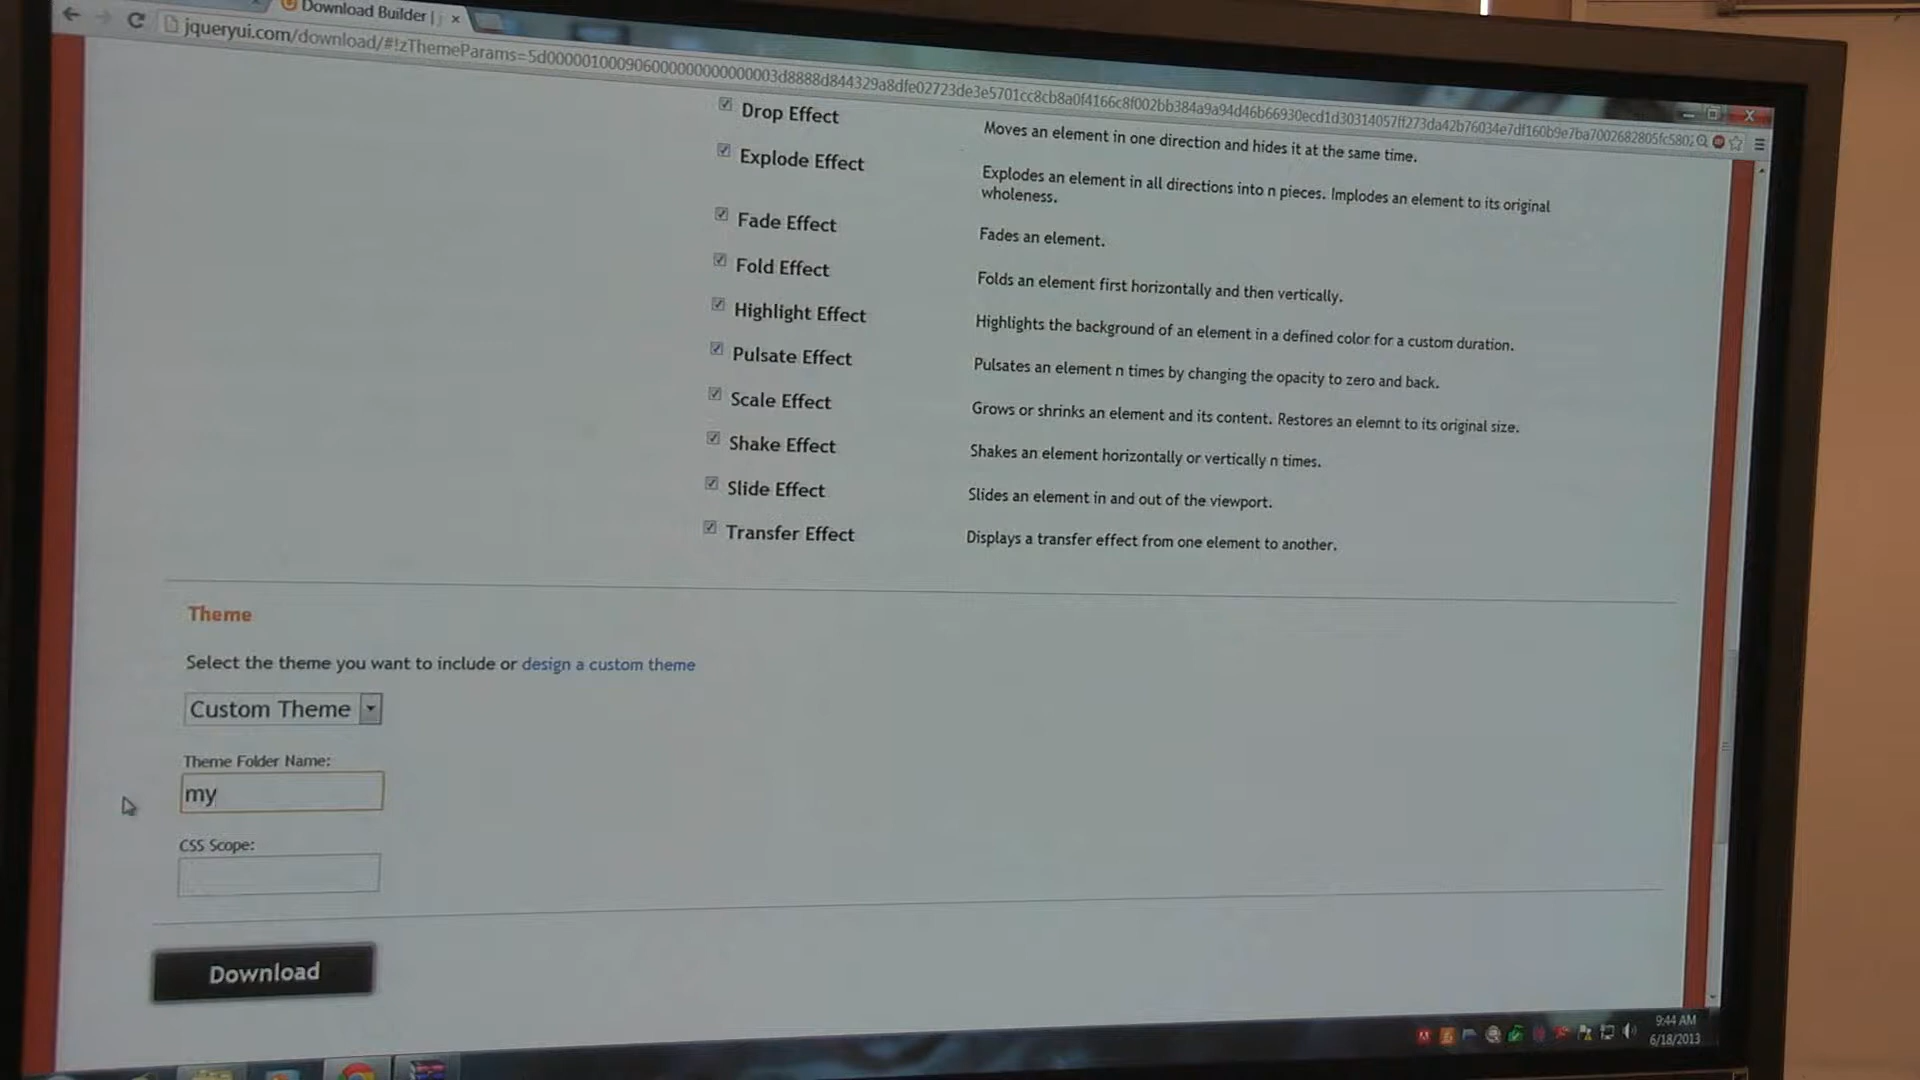 Download Builder |
jqueryui.com/download/#!zThemeParams=
Drop Effect
Moves an element in one direction and hides it at the same time.
Explode Effect
Explodes an element in all directions into n pieces. Implodes an element to its original
wholeness.
Fade Effect
Fades an element.
Fold Effect
Folds an element first horizontally and then vertically.
Highlight Effect
Highlights the background of an element in a defined color for a custom duration.
Pulsate Effect
Pulsates an element n times by changing the opacity to zero and back.
Scale Effect
Grows or shrinks an element and its content. Restores an elemnt to its original size.
Shake Effect
Shakes an element horizontally or vertically n times.
Slide Effect
Slides an element in and out of the viewport.
Transfer Effect
Displays a transfer effect from one element to another.
Theme
Select the theme you want to include or design a custom theme
Custom Theme
Theme Folder Name:
my
CSS Scope:
Download
9:44 AM
6/18/2013